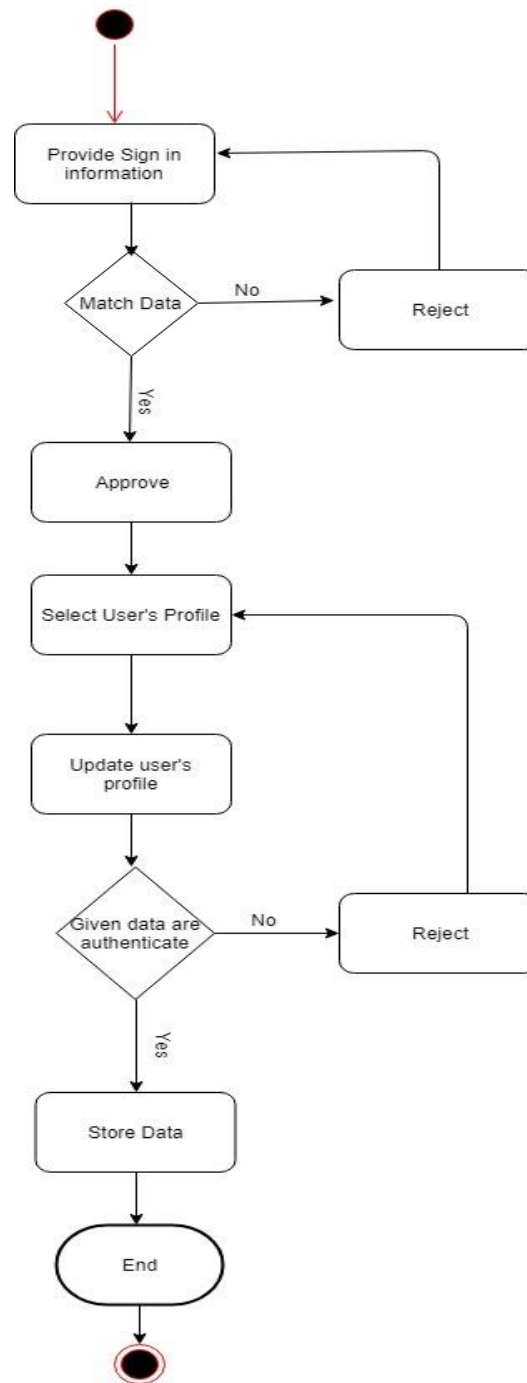 Provide Sign in
information
Match Data
No
Reject
Yes
Approve
Select User's Profile
Update user's
profile
Given data are
authenticate
No
Reject
Yes
Store Data
End